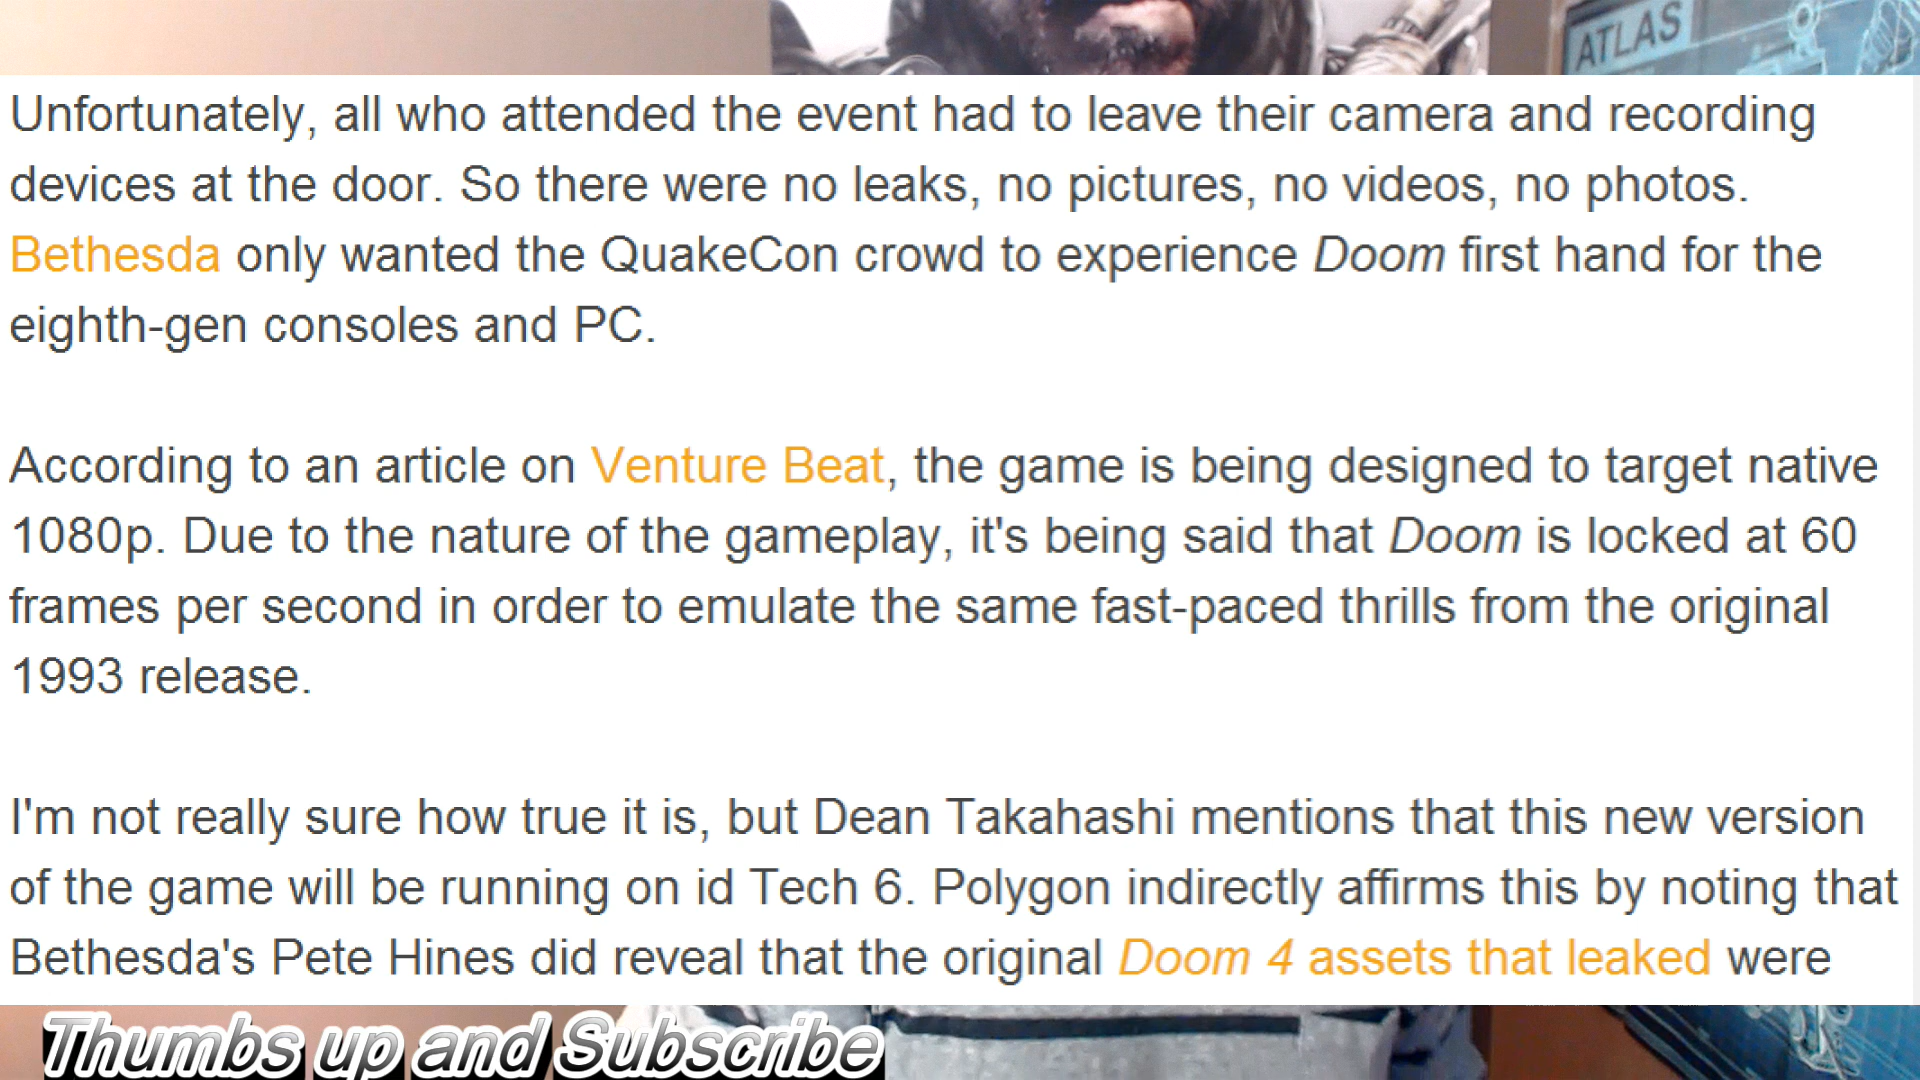 ATLAS
Unfortunately, all who attended the event had to leave their camera and recording
devices at the door. So there were no leaks, no pictures, no videos, no photos.
Bethesda only wanted the QuakeCon crowd to experience Doom first hand for the
eighth-gen consoles and PC.
According to an article on Venture Beat, the game is being designed to target native
1080p. Due to the nature of the gameplay, it's being said that Doom is locked at 60
frames per second in order to emulate the same fast-paced thrills from the original
1993 release.
I'm not really sure how true it is, but Dean Takahashi mentions that this new version
of the game will be running on id Tech 6. Polygon indirectly affirms this by noting that
Bethesda's Pete Hines did reveal that the original Doom 4 assets that leaked were
Thumbs up and Subscribe